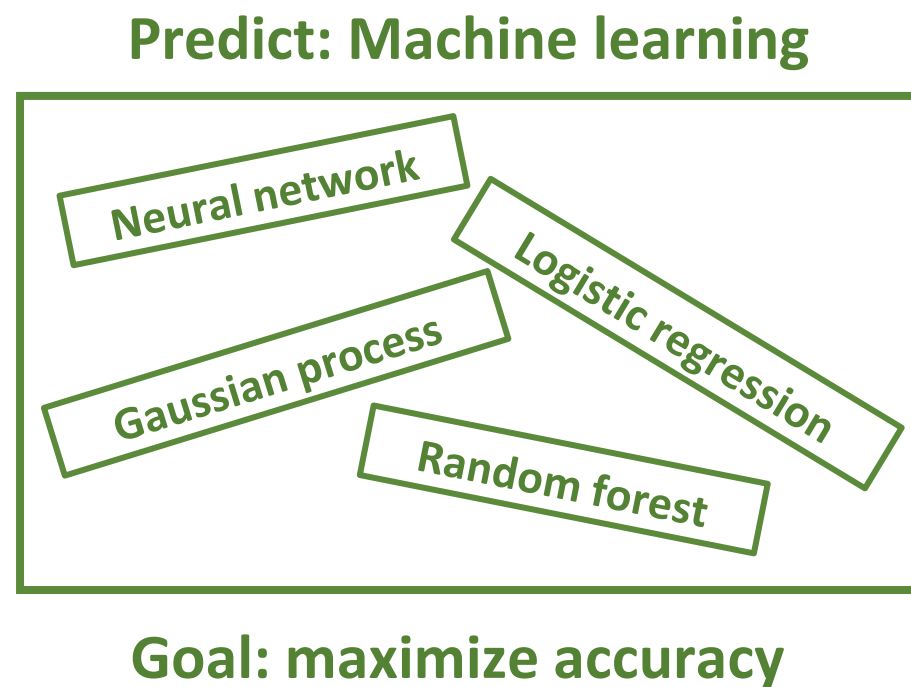 Predict: Machine learning
Neural network
Logistic regression
Gaussian process
Random forest
Goal: maximize accuracy